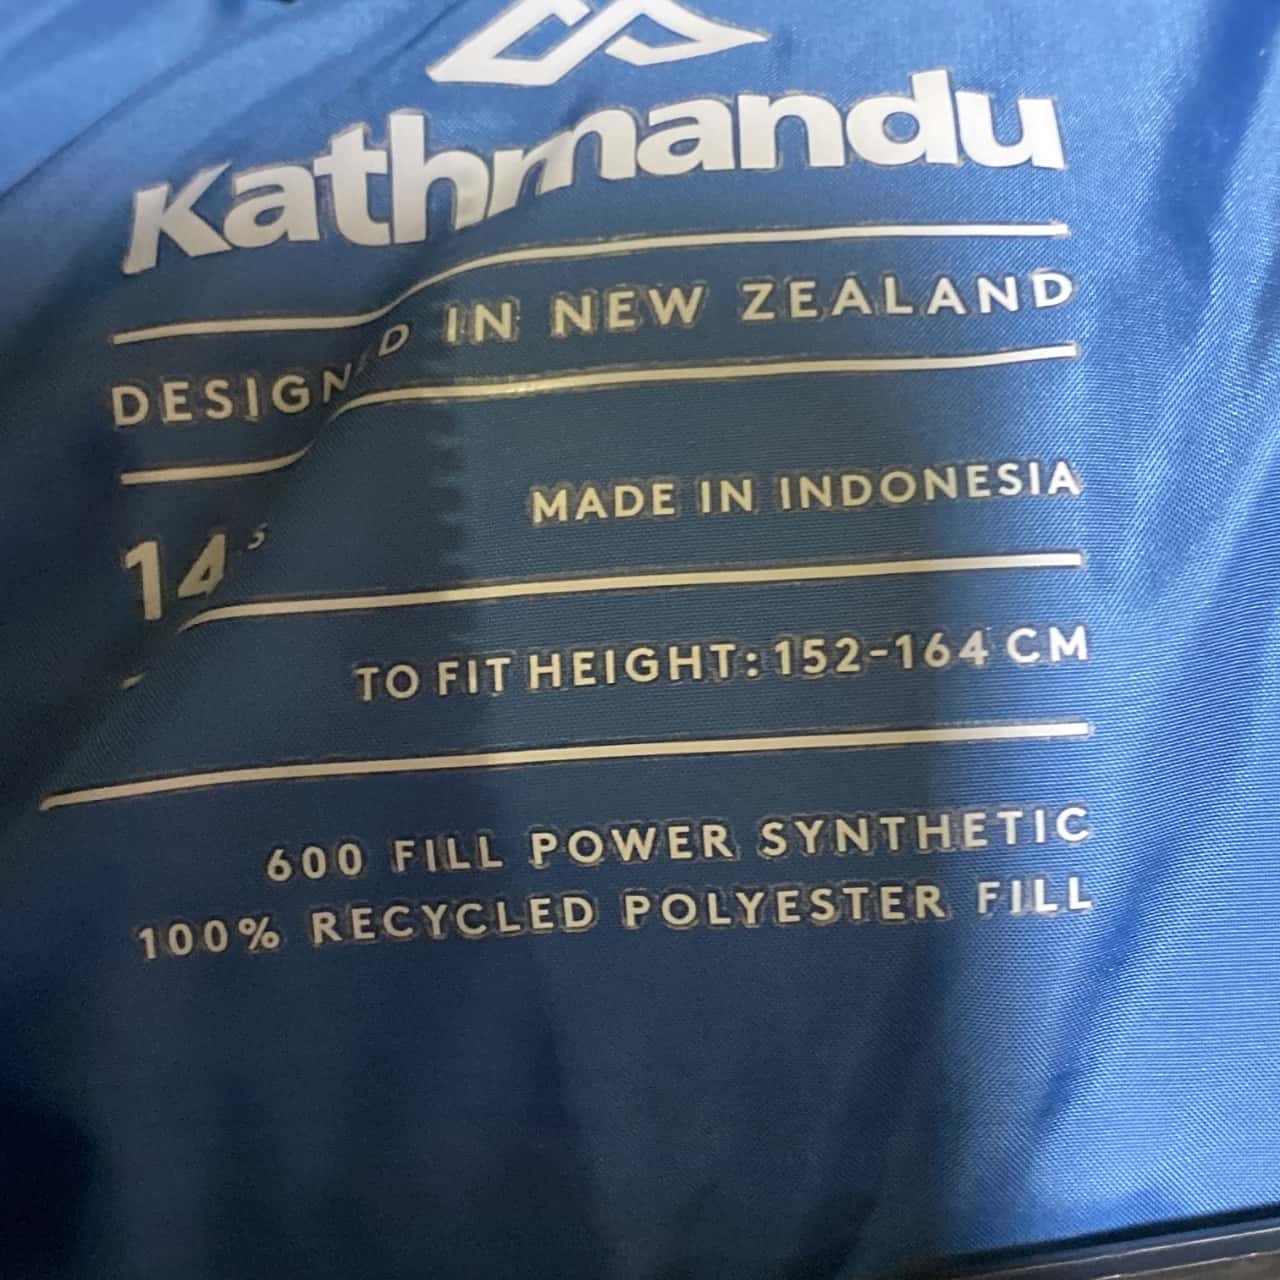 Kathmandu
DESIGNED IN NEW ZEALAND
MADE IN INDONESIA
14
TO FIT HEIGHT: 152-164 CM
600 FILL POWER SYNTHETIC
100% RECYCLED POLYESTER FILL